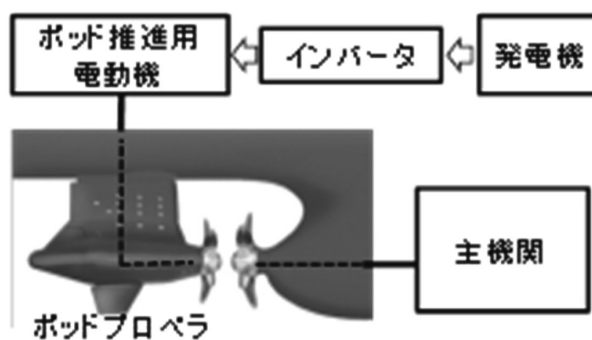 ポッド推進用
電動機
インバータ
発電機
主機関
ポッドプロペラ